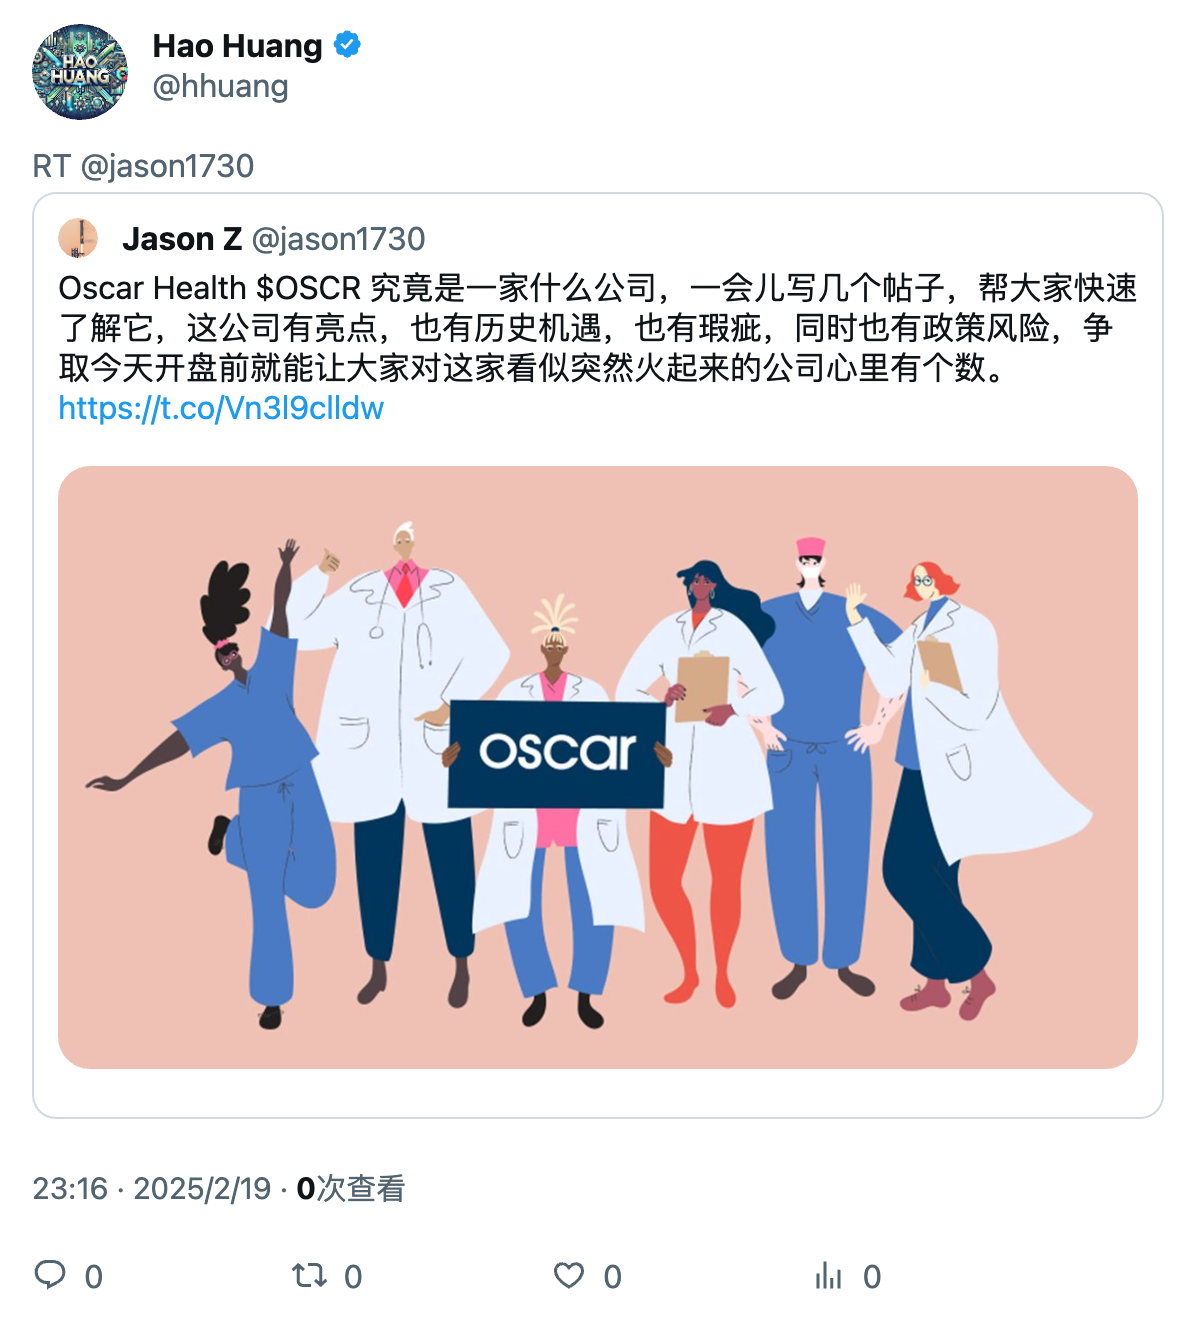 HAO
HUANG
Hao Huang
@hhuang
RT @jason1730
Jason Z @jason1730
Oscar Health $OSCR 究竟是一家什么公司，一会儿写几个帖子，帮大家快速
了解它，这公司有亮点，也有历史机遇，也有瑕疵，同时也有政策风险，争
取今天开盘前就能让大家对这家看似突然火起来的公司心里有个数。
https://t.co/Vn3l9clldw
oscar
23:16 · 2025/2/19 · 0次查看
0 0 0 0